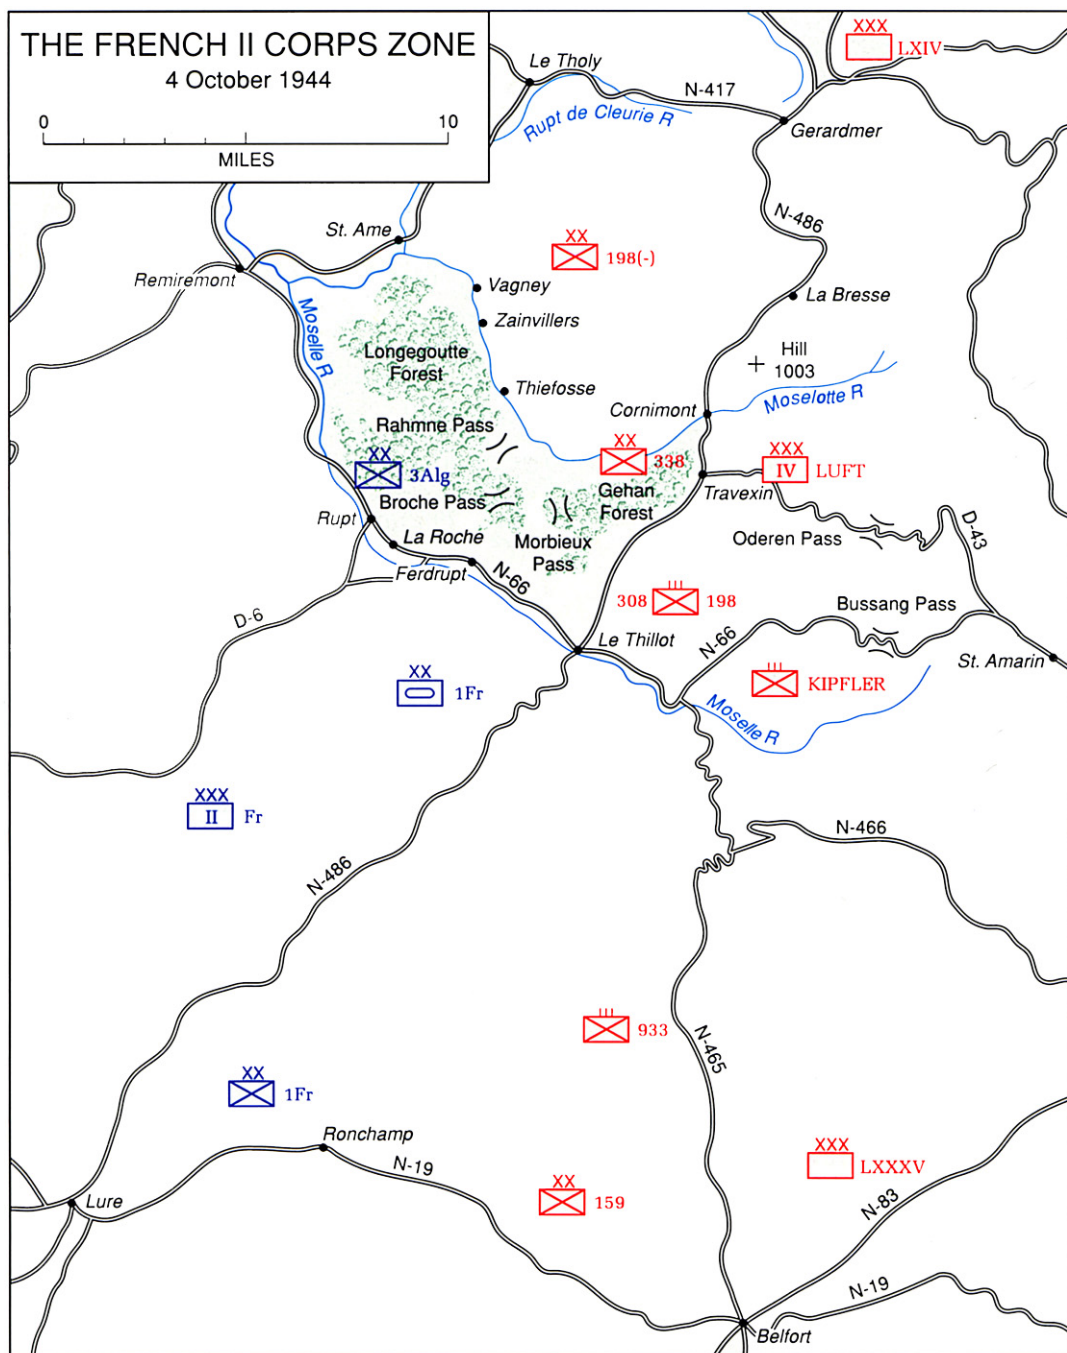 THE FRENCH II CORPS ZONE
4 October 1944
0 10
MILES
XXX
LXIV
Le Tholy
N-417
Rupt de Cleurie R
Gerardmer
N-486
St. Ame
XX
198(-)
Remiremont
Vagney
La Bresse
Moselle R
Zainvillers
Longegoutte
Forest
Hill
1003
Thiefosse
Moselotte R
Cornimont
Rahmne Pass
XX
338
XX
3Alg
XXX
IV LUFT
Travexin
Broche Pass
Gehan
Forest
Rupt
La Roche
Morbieux
Pass
Oderen Pass
D-43
Ferdrupt
N-66
III
308 198
Bussang Pass
D-6
Le Thillot
N-66
St. Amarin
XX
1Fr
III
KIPFLER
Moselle R
XXX
II Fr
N-466
N-486
III
933
N-465
XX
1Fr
Ronchamp
N-19
XXX
LXXXV
XX
159
N-83
Lure
N-19
Belfort